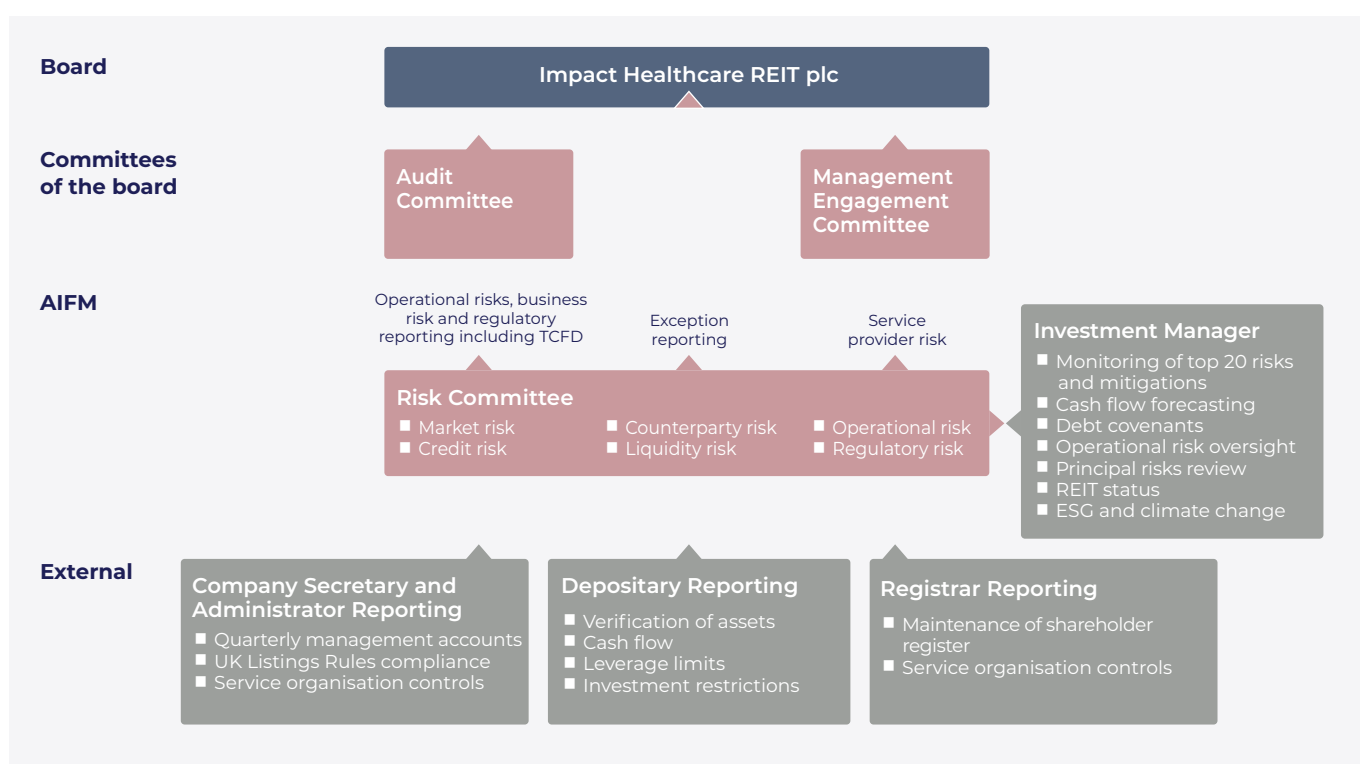 Board
Impact Healthcare REIT plc
Committees
of the board
Audit
Committee
Management
Engagement
Committee
AIFM
Operational risks, business
risk and regulatory
reporting including TCFD
Exception
reporting
Service
provider risk
Risk Committee
Market risk
Credit risk
Counterparty risk
Liquidity risk
Operational risk
Regulatory risk
Investment Manager
Monitoring of top 20 risks
and mitigations
Cash flow forecasting
Debt covenants
Operational risk oversight
Principal risks review
REIT status
ESG and climate change
External
Company Secretary and
Administrator Reporting
Quarterly management accounts
UK Listings Rules compliance
Service organisation controls
Depositary Reporting
Verification of assets
Cash flow
Leverage limits
Investment restrictions
Registrar Reporting
Maintenance of shareholder
register
Service organisation controls